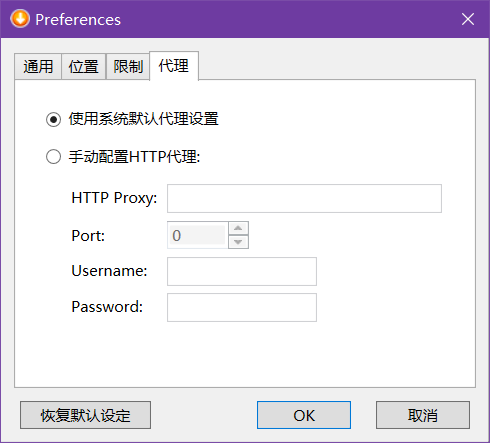 Preferences
通用 位置 限制 代理
使用系统默认代理设置
手动配置HTTP代理:
HTTP Proxy:
Port: 0
Username:
Password:
恢复默认设定 OK 取消